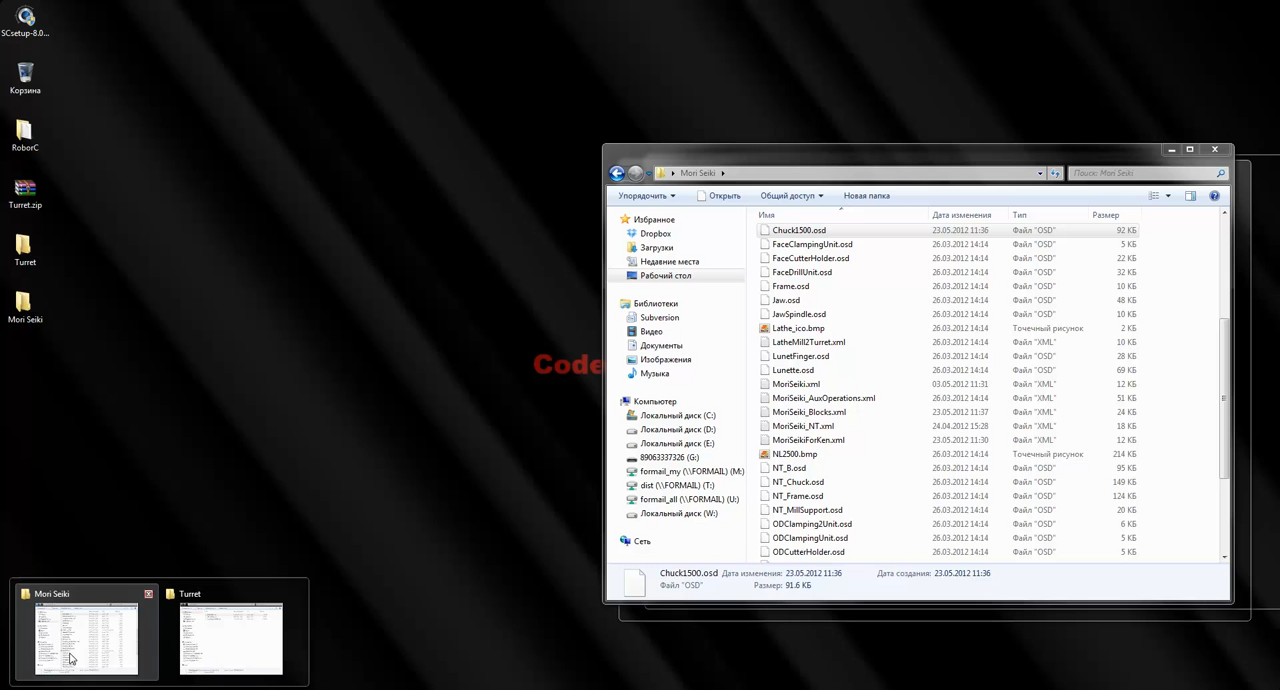 SCsetup-8.0...
Корзина
RoborC
Turret.zip
Turret
Mori Seiki
Code
Mori Seiki
Поиск: Mori Seiki
Упорядочить Открыть Общий доступ Новая папка
Избранное
Dropbox
Загрузки
Недавние места
Рабочий стол
Библиотеки
Subversion
Видео
Документы
Изображения
Музыка
Компьютер
Локальный диск (C:)
Локальный диск (D:)
Локальный диск (E:)
89063337326 (G:)
formail_my (\\FORMAIL) (M:)
dist (\\FORMAIL) (T:)
formail_all (\\FORMAIL) (U:)
Локальный диск (W:)
Сеть
Имя Дата изменения Тип Размер
Chuck1500.osd 23.05.2012 11:36 Файл "OSD" 92 КБ
FaceClampingUnit.osd 26.03.2012 14:14 Файл "OSD" 5 КБ
FaceCutterHolder.osd 26.03.2012 14:14 Файл "OSD" 22 КБ
FaceDrillUnit.osd 26.03.2012 14:14 Файл "OSD" 32 КБ
Frame.osd 26.03.2012 14:14 Файл "OSD" 10 КБ
Jaw.osd 26.03.2012 14:14 Файл "OSD" 48 КБ
JawSpindle.osd 26.03.2012 14:14 Файл "OSD" 10 КБ
Lathe_ico.bmp 26.03.2012 14:14 Точечный рисунок 2 КБ
LatheMill2Turret.xml 26.03.2012 14:14 Файл "XML" 10 КБ
LunetFinger.osd 26.03.2012 14:14 Файл "OSD" 28 КБ
Lunette.osd 26.03.2012 14:14 Файл "OSD" 69 КБ
MoriSeiki.xml 03.05.2012 11:31 Файл "XML" 12 КБ
MoriSeiki_AuxOperations.xml 26.03.2012 14:14 Файл "XML" 51 КБ
MoriSeiki_Blocks.xml 23.05.2012 11:37 Файл "XML" 24 КБ
MoriSeiki_NT.xml 24.04.2012 15:28 Файл "XML" 18 КБ
MoriSeikiForKen.xml 23.05.2012 11:30 Файл "XML" 12 КБ
NL2500.bmp 26.03.2012 14:14 Точечный рисунок 214 КБ
NT_B.osd 26.03.2012 14:14 Файл "OSD" 95 КБ
NT_Chuck.osd 26.03.2012 14:14 Файл "OSD" 149 КБ
NT_Frame.osd 26.03.2012 14:14 Файл "OSD" 124 КБ
NT_MillSupport.osd 26.03.2012 14:14 Файл "OSD" 20 КБ
ODClamping2Unit.osd 26.03.2012 14:14 Файл "OSD" 6 КБ
ODClampingUnit.osd 26.03.2012 14:14 Файл "OSD" 5 КБ
ODCutterHolder.osd 26.03.2012 14:14 Файл "OSD" 38 КБ
Chuck1500.osd Дата изменения: 23.05.2012 11:36 Дата создания: 23.05.2012 11:36
Файл "OSD" Размер: 91.6 КБ
Mori Seiki
Turret